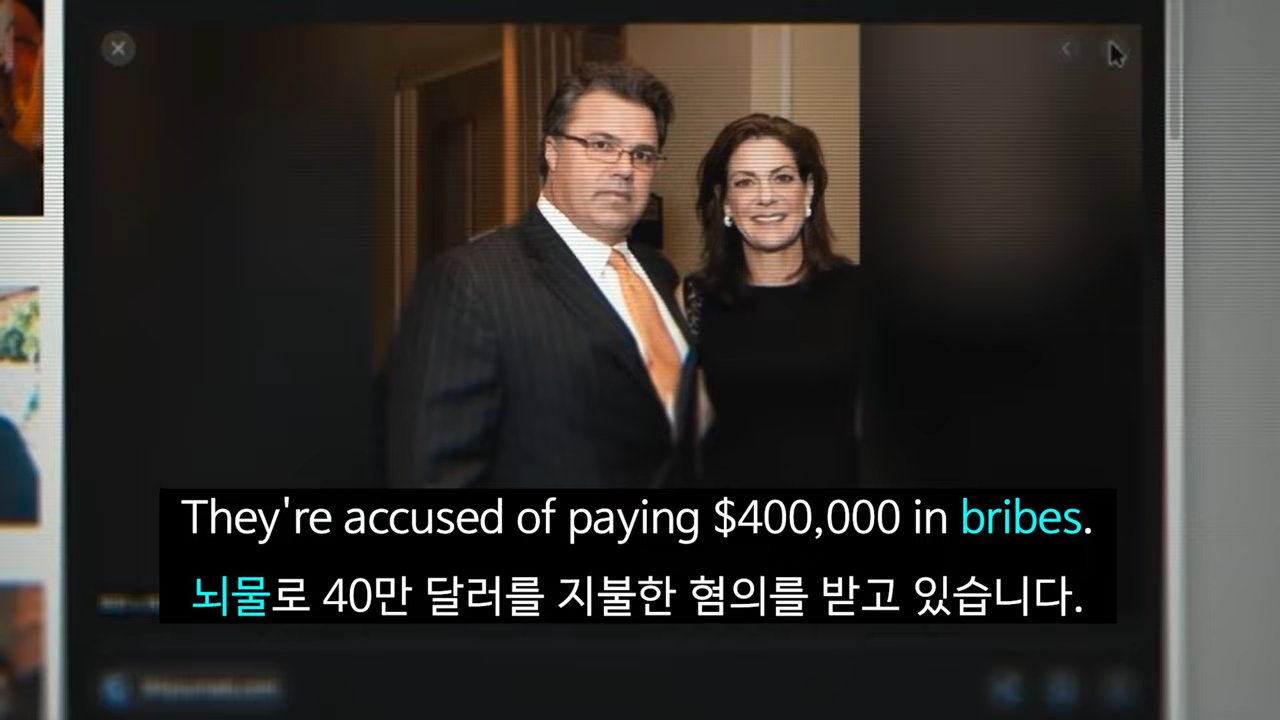 They're accused of paying $400,000 in bribes.
뇌물로 40만 달러를 지불한 혐의를 받고 있습니다.